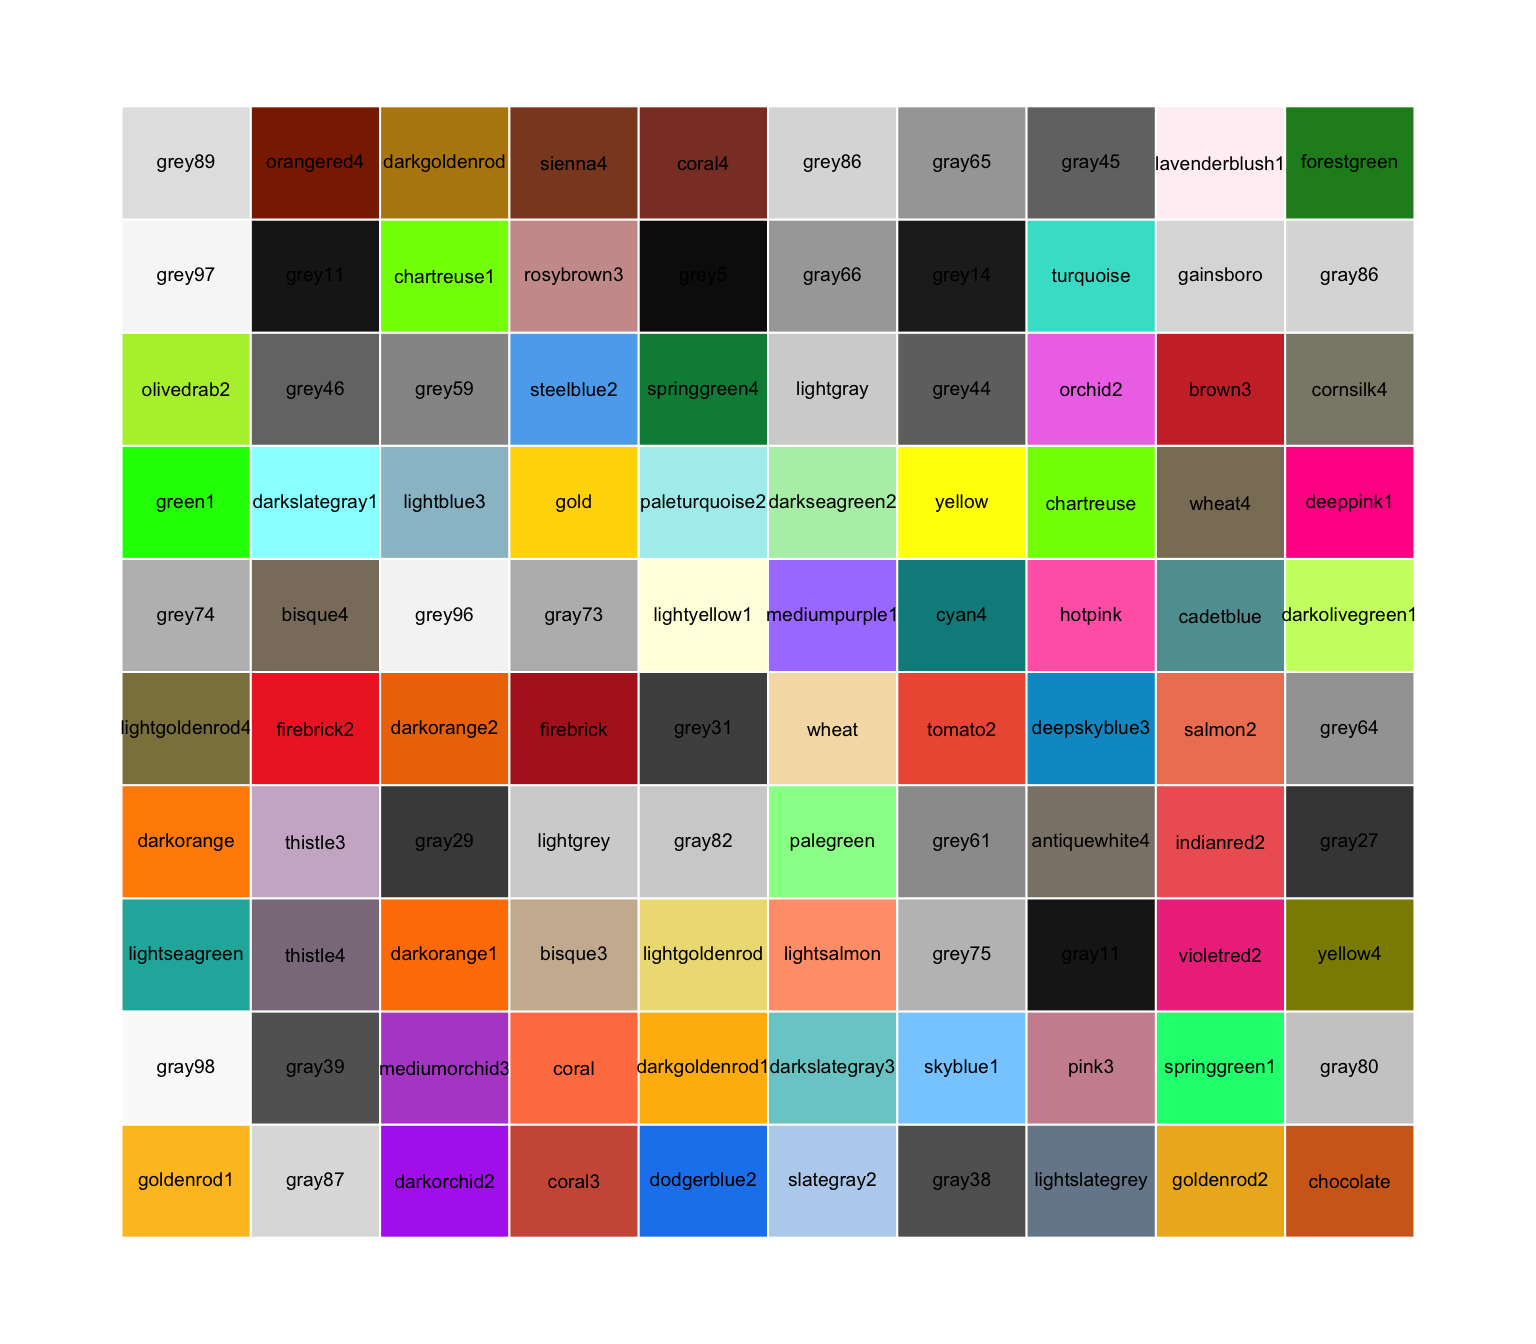 grey89 orangered4 darkgoldenrod sienna4 coral4 grey86 gray65 gray45 lavenderblush1 forestgreen
grey97 grey11 chartreuse1 rosybrown3 grey5 gray66 grey14 turquoise gainsboro gray86
olivedrab2 grey46 grey59 steelblue2 springgreen4 lightgray grey44 orchid2 brown3 cornsilk4
green1 darkslategray1 lightblue3 gold paleturquoise2 darkseagreen2 yellow chartreuse wheat4 deeppink1
grey74 bisque4 grey96 gray73 lightyellow1 mediumpurple1 cyan4 hotpink cadetblue darkolivegreen1
lightgoldenrod4 firebrick2 darkorange2 firebrick grey31 wheat tomato2 deepskyblue3 salmon2 grey64
darkorange thistle3 gray29 lightgrey gray82 palegreen grey61 antiquewhite4 indianred2 gray27
lightseagreen thistle4 darkorange1 bisque3 lightgoldenrod lightsalmon grey75 gray11 violetred2 yellow4
gray98 gray39 mediumorchid3 coral darkgoldenrod1 darkslategray3 skyblue1 pink3 springgreen1 gray80
goldenrod1 gray87 darkorchid2 coral3 dodgerblue2 slategray2 gray38 lightslategrey goldenrod2 chocolate